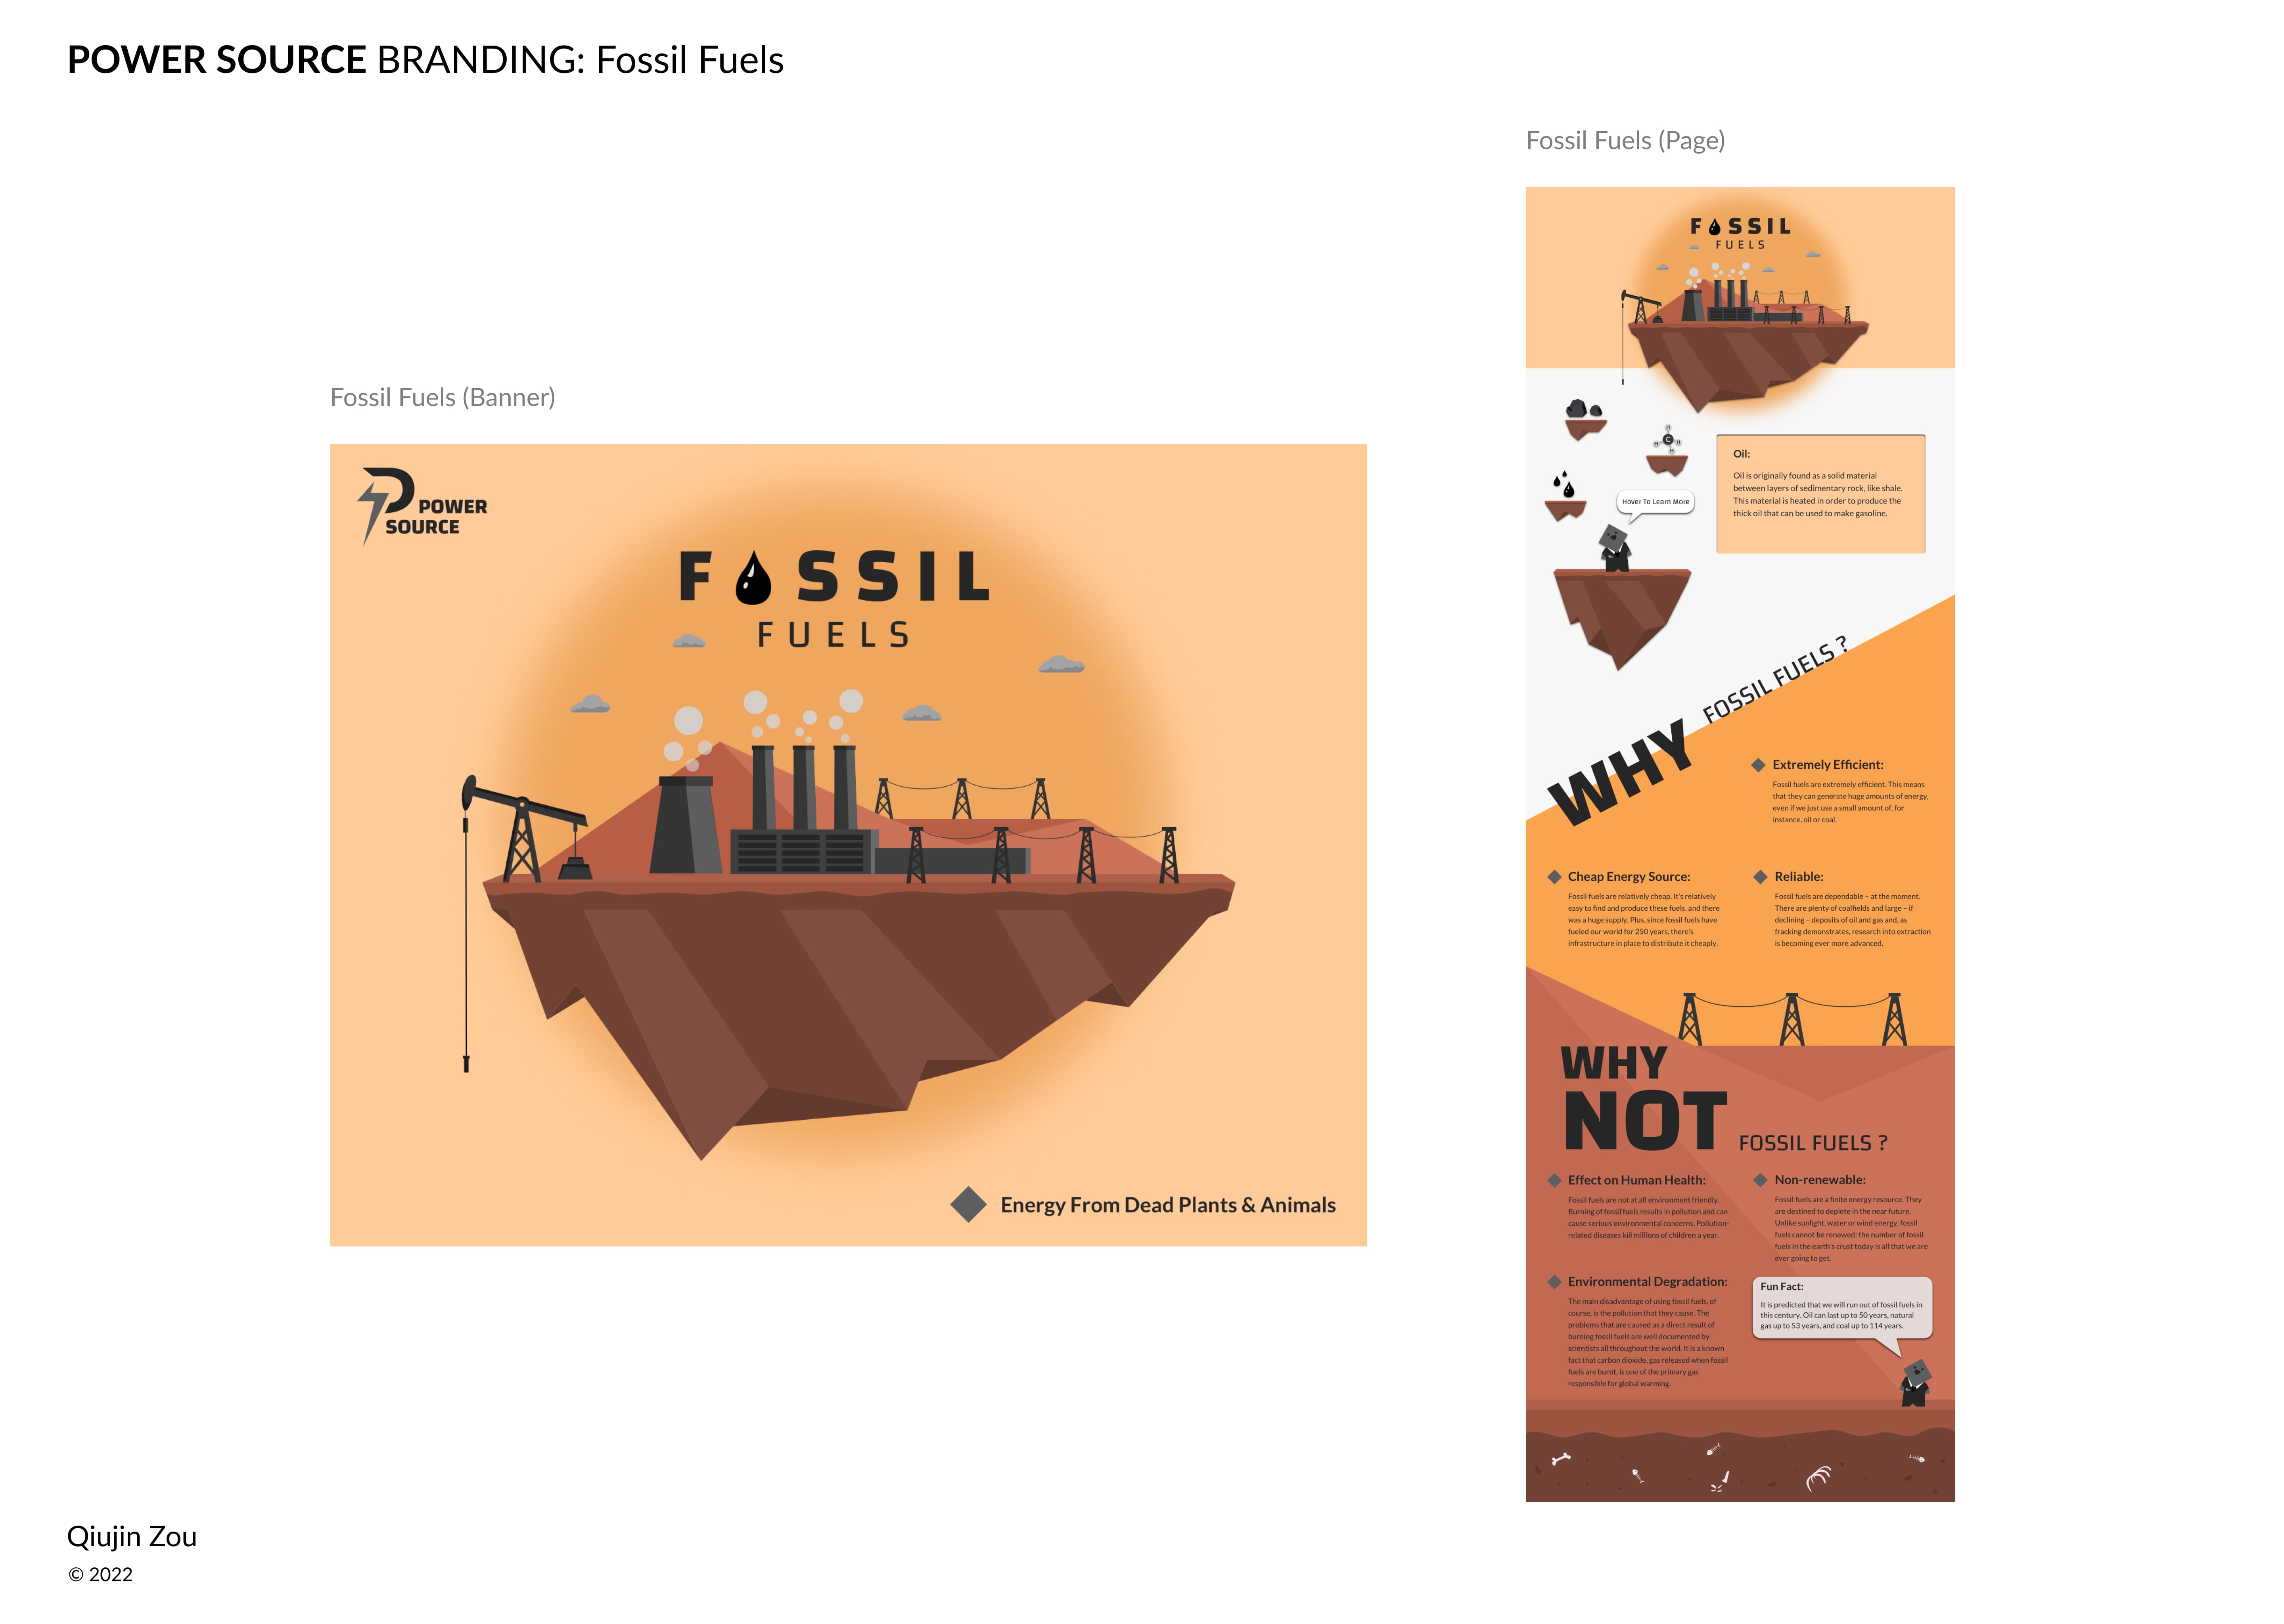 POWER SOURCE BRANDING: Fossil Fuels
Fossil Fuels (Banner)
POWER
SOURCE
FOSSIL
FUELS
Energy From Dead Plants & Animals
Fossil Fuels (Page)
FOSSIL
FUELS
H
H C H
H
Oil:
Oil is originally found as a solid material
between layers of sedimentary rock, like shale.
This material is heated in order to produce the
thick oil that can be used to make gasoline.
Hover To Learn More
WHY FOSSIL FUELS ?
Extremely Efficient:
Fossil fuels are extremely efficient. This means
that they can generate huge amounts of energy,
even if we just use a small amount of, for
instance, oil or coal.
Cheap Energy Source:
Fossil fuels are relatively cheap. It's relatively
easy to find and produce these fuels, and there
was a huge supply. Plus, since fossil fuels have
fueled our world for 250 years, there's
infrastructure in place to distribute it cheaply.
Reliable:
Fossil fuels are dependable – at the moment.
There are plenty of coalfields and large – if
declining – deposits of oil and gas and, as
fracking demonstrates, research into extraction
is becoming ever more advanced.
WHY
NOT FOSSIL FUELS ?
Effect on Human Health:
Fossil fuels are not at all environment friendly.
Burning of fossil fuels results in pollution and can
cause serious environmental concerns. Pollution-
related diseases kill millions of children a year.
Non-renewable:
Fossil fuels are a finite energy resource. They
are destined to deplete in the near future.
Unlike sunlight, water or wind energy, fossil
fuels cannot be renewed: the number of fossil
fuels in the earth's crust today is all that we are
ever going to get.
Environmental Degradation:
The main disadvantage of using fossil fuels, of
course, is the pollution that they cause. The
problems that are caused as a direct result of
burning fossil fuels are well documented by
scientists all throughout the world. It is a known
fact that carbon dioxide, gas released when fossil
fuels are burnt, is one of the primary gas
responsible for global warming.
Fun Fact:
It is predicted that we will run out of fossil fuels in
this century. Oil can last up to 50 years, natural
gas up to 53 years, and coal up to 114 years.
Qiujin Zou
© 2022